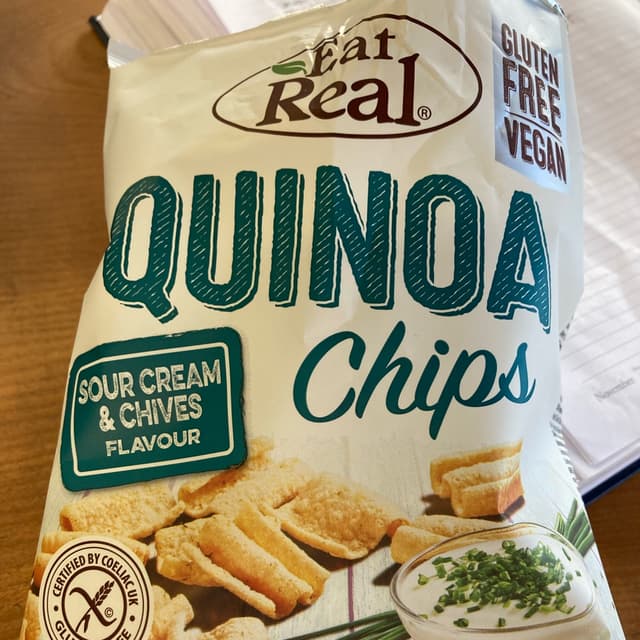 Eat
Real®
GLUTEN
FREE
VEGAN
QUINOA
Chips
SOUR CREAM
& CHIVES
FLAVOUR
CERTIFIED BY COELIAC UK